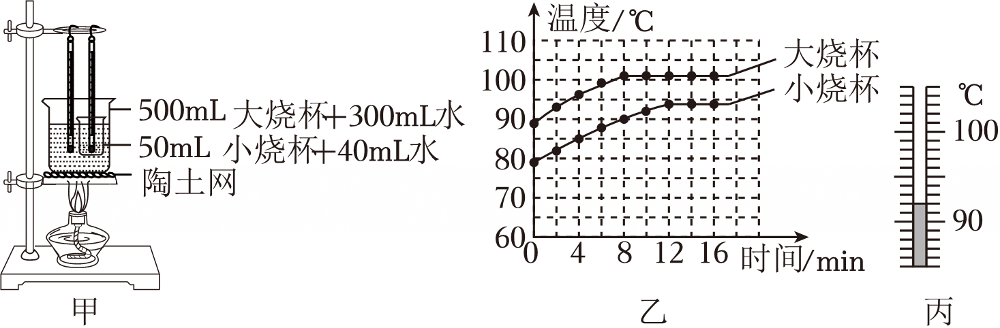 500mL 大烧杯+300mL水
50mL 小烧杯+40mL水
陶土网
甲
温度/℃
110
100
90
80
70
60
0 4 8 12 16 时间/min
大烧杯
小烧杯
乙
℃
100
90
丙